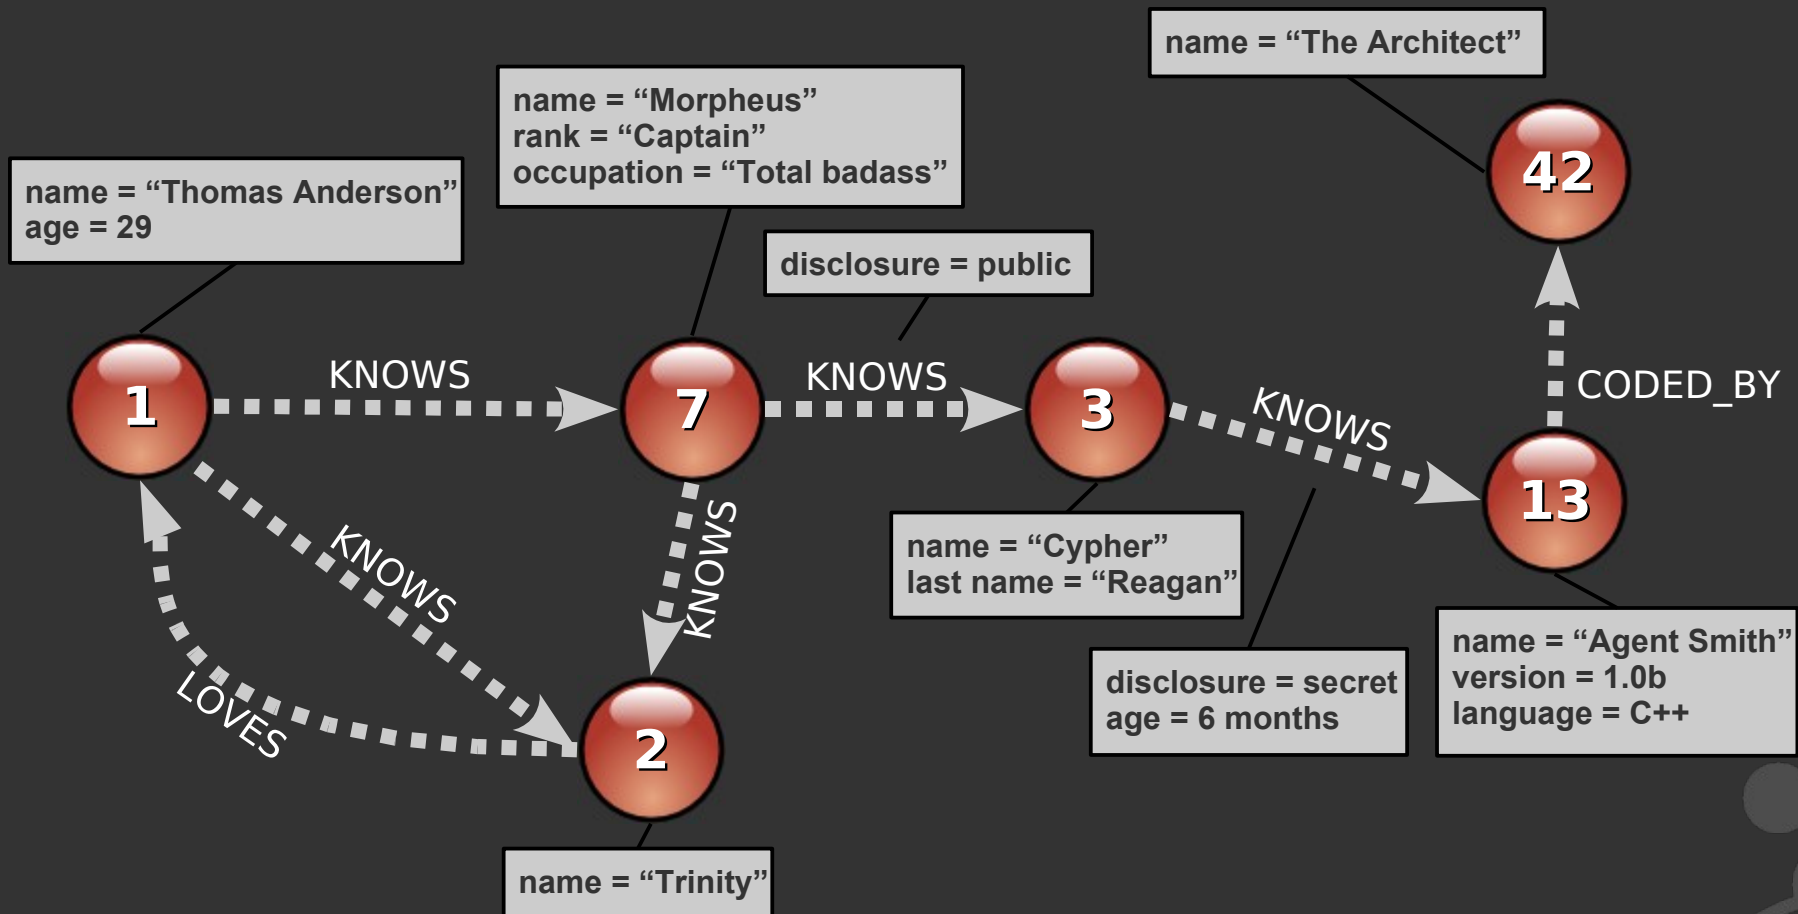 name = “The Architect”
name = “Morpheus”
rank = “Captain”
occupation = “Total badass”
42
name = “Thomas Anderson”
age = 29
disclosure = public
1
KNOWS
7
KNOWS
3
KNOWS
CODED_BY
13
KNOWS
KNOWS
name = “Cypher”
last name = “Reagan”
LOVES
2
disclosure = secret
age = 6 months
name = “Agent Smith”
version = 1.0b
language = C++
name = “Trinity”